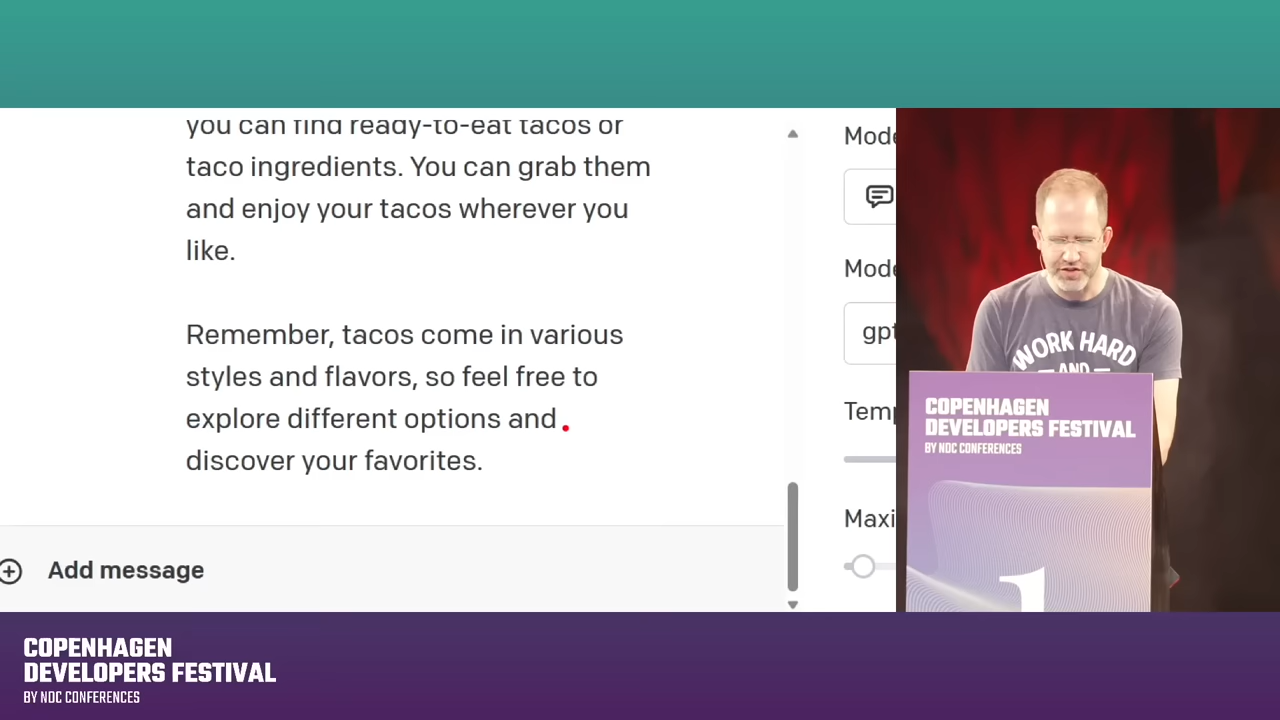 you can find ready-to-eat tacos or
taco ingredients. You can grab them
and enjoy your tacos wherever you
like.
Remember, tacos come in various
styles and flavors, so feel free to
explore different options and
discover your favorites.
Add message
Mode
Mode
gpt
Temp
Maxi
WORK HARD
— AND —
COPENHAGEN
DEVELOPERS FESTIVAL
BY NDC CONFERENCES
1
COPENHAGEN
DEVELOPERS FESTIVAL
BY NDC CONFERENCES